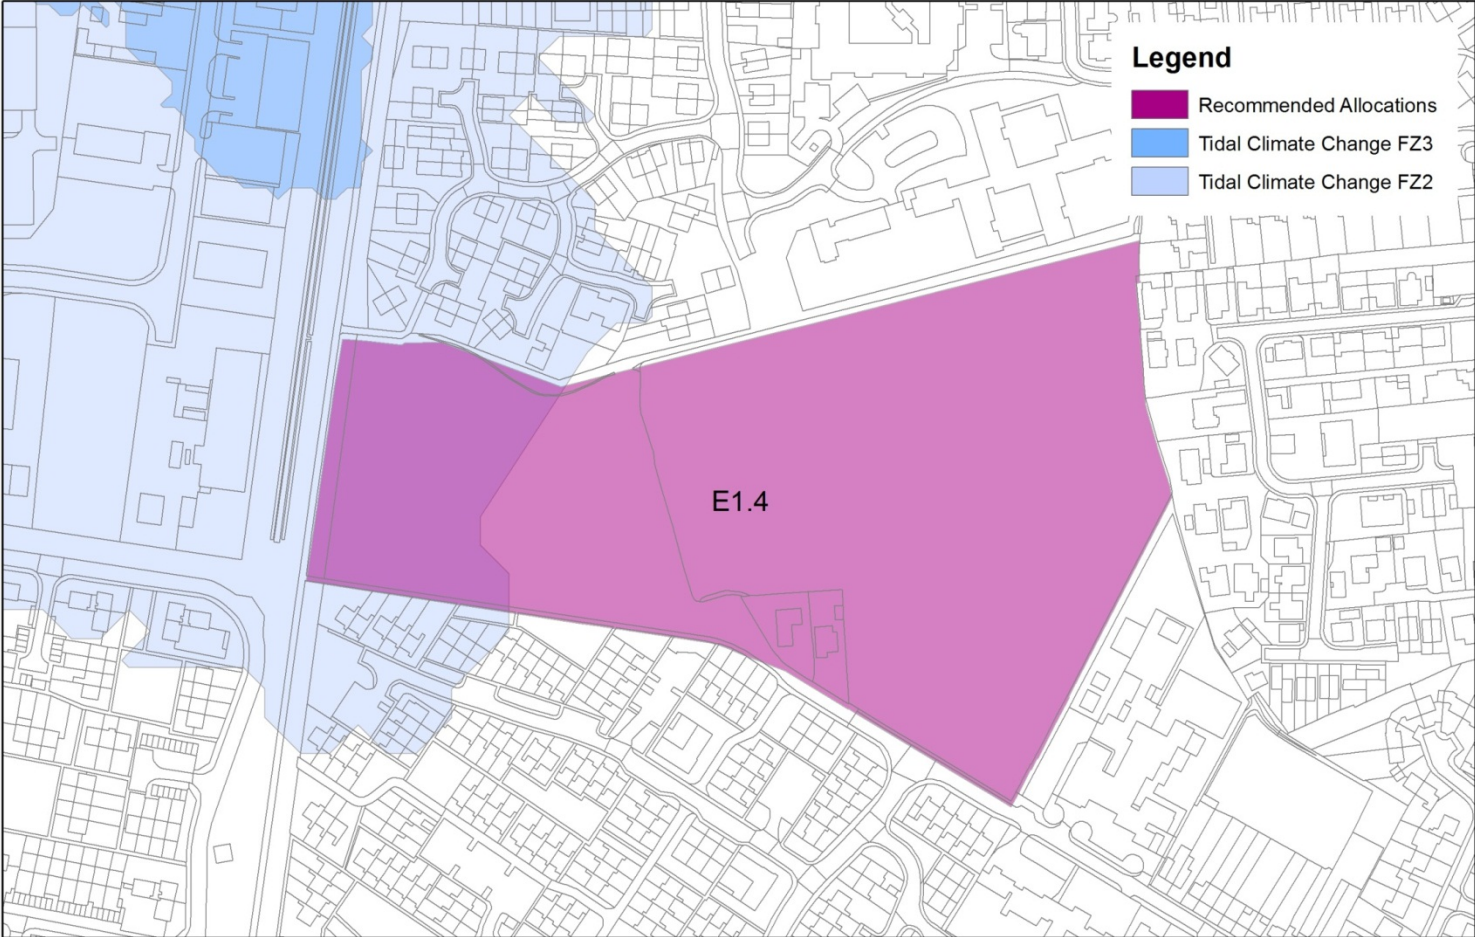 Legend
Recommended Allocations
Tidal Climate Change FZ3
Tidal Climate Change FZ2
E1.4